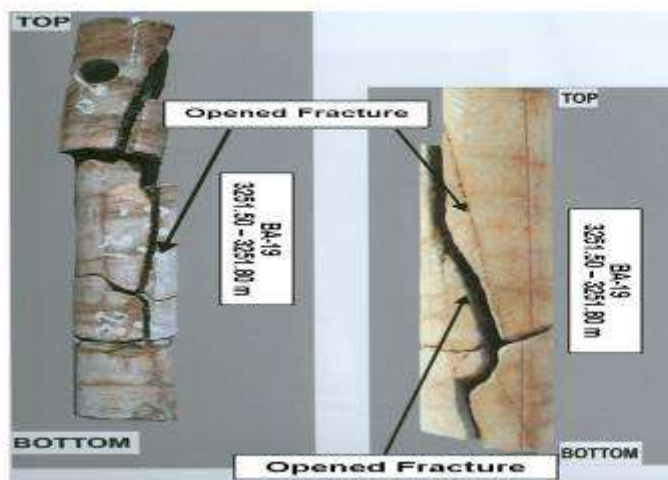 TOP
Opened Fracture
BA-19
3251.50 – 3251.80 m
BOTTOM
TOP
BA-19
3251.50 – 3251.80 m
BOTTOM
Opened Fracture